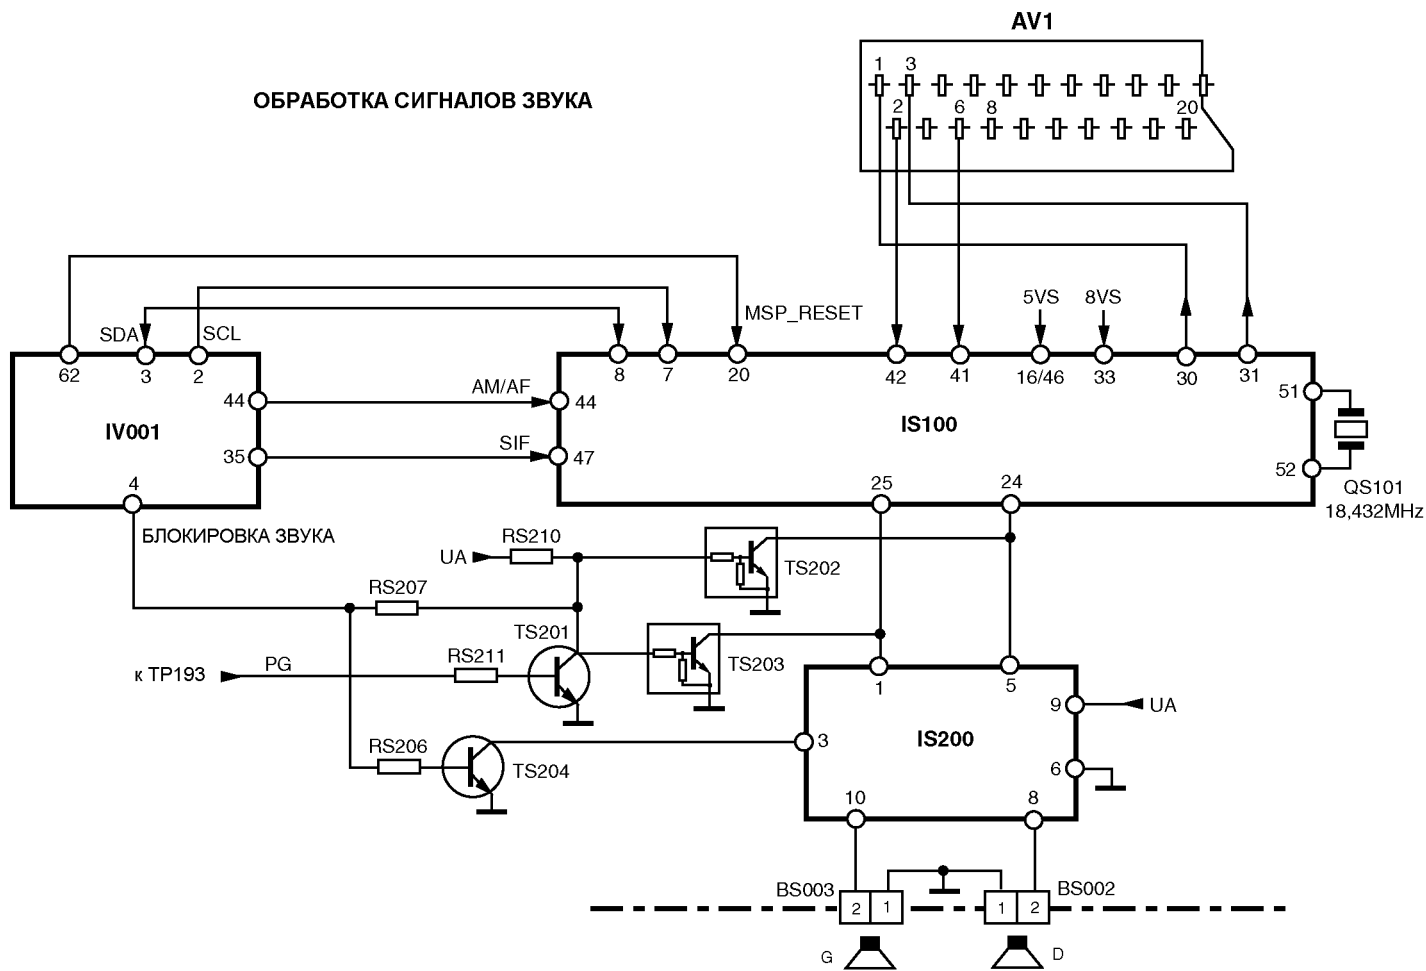 AV1
ОБРАБОТКА СИГНАЛОВ ЗВУКА
1 3
2 6 8 20
MSP_RESET
5VS 8VS
SDA SCL
62 3 2
8 7 20 42 41 16/46 33 30 31
AM/AF
44 44
51
IV001
IS100
SIF
35 47
52
4
25 24
QS101
18,432MHz
БЛОКИРОВКА ЗВУКА
RS210
UA
TS202
RS207
TS201
RS211
TS203
к TP193
PG
1 5
9 UA
RS206
3
IS200
TS204
6
10 8
BS003
BS002
2 1
1 2
G
D